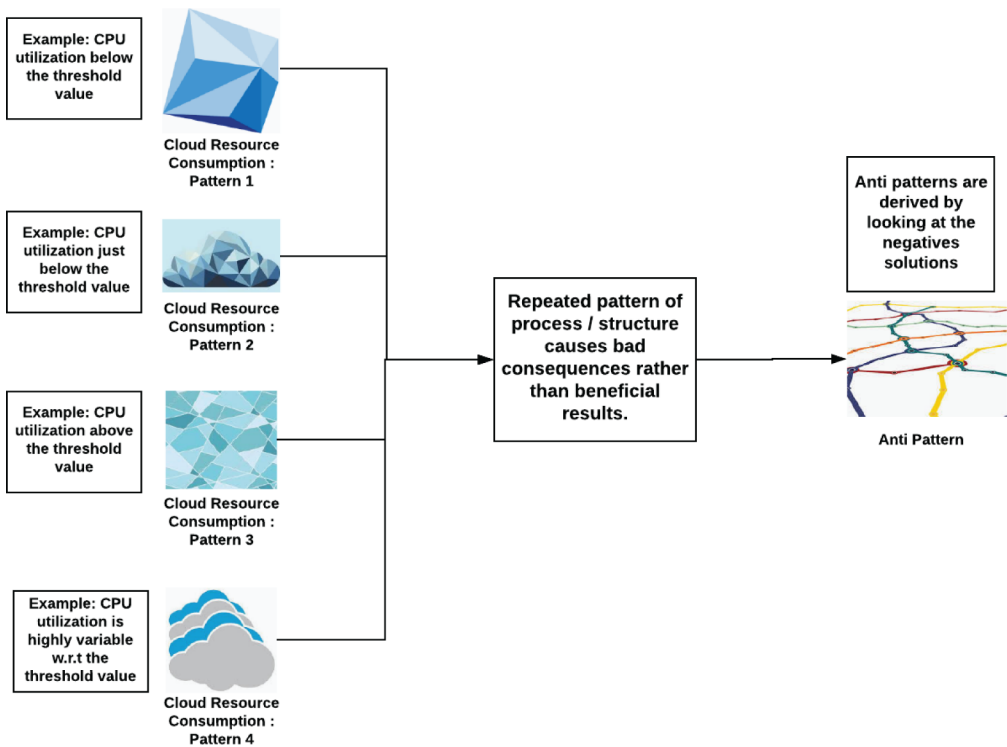 Example: CPU
utilization below
the threshold
value
Cloud Resource
Consumption :
Pattern 1
Example: CPU
utilization just
below the
threshold value
Cloud Resource
Consumption :
Pattern 2
Example: CPU
utilization above
the threshold
value
Cloud Resource
Consumption :
Pattern 3
Example: CPU
utilization is
highly variable
w.r.t the
threshold value
Cloud Resource
Consumption :
Pattern 4
Repeated pattern of
process / structure
causes bad
consequences rather
than beneficial
results.
Anti patterns are
derived by
looking at the
negatives
solutions
Anti Pattern